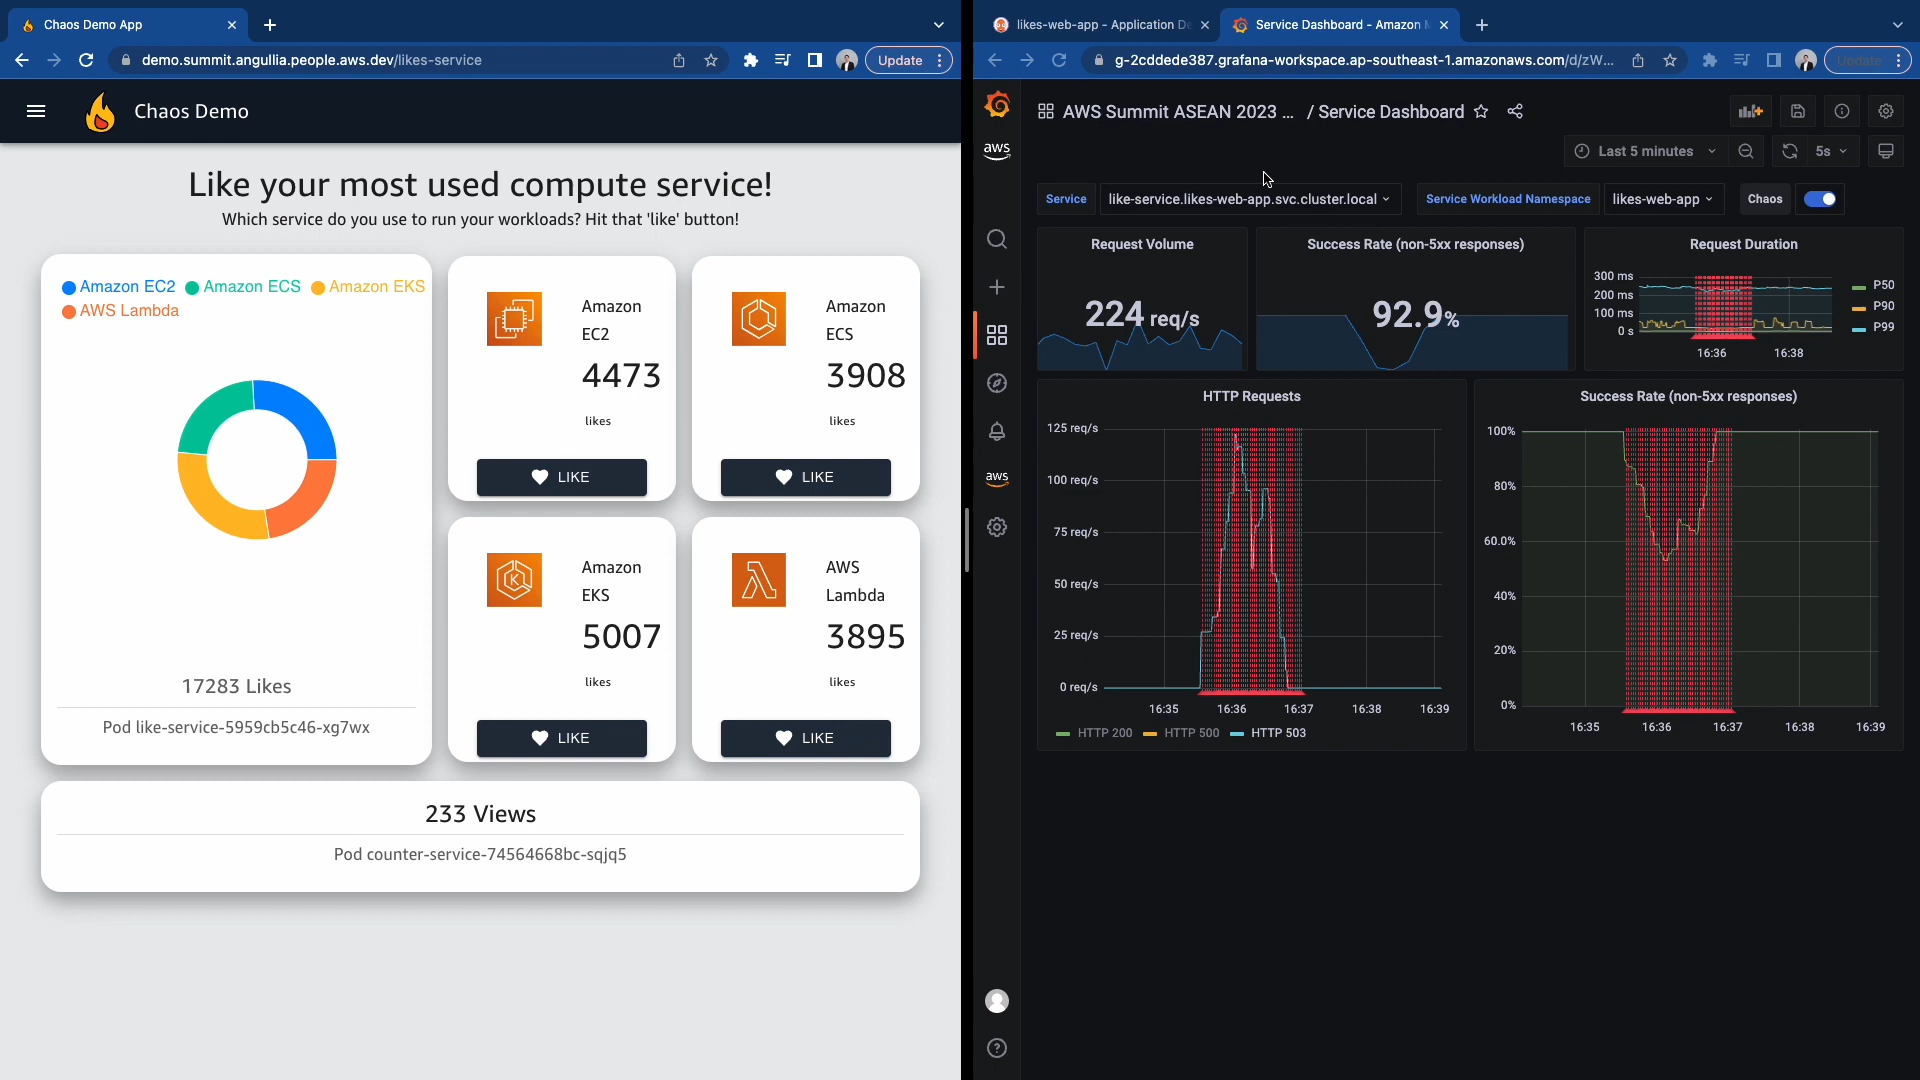 Chaos Demo App
demo.summit.angullia.people.aws.dev/likes-service
Update
Chaos Demo
Like your most used compute service!
Which service do you use to run your workloads? Hit that 'like' button!
Amazon EC2 Amazon ECS Amazon EKS
AWS Lambda
17283 Likes
Pod like-service-5959cb5c46-xg7wx
Amazon
EC2
4473
likes
LIKE
Amazon
ECS
3908
likes
LIKE
Amazon
EKS
5007
likes
LIKE
AWS
Lambda
3895
likes
LIKE
233 Views
Pod counter-service-74564668bc-sqjq5
likes-web-app - Application De
Service Dashboard - Amazon M
g-2cddede387.grafana-workspace.ap-southeast-1.amazonaws.com/d/zW...
Update
aws
AWS Summit ASEAN 2023 ... / Service Dashboard
Last 5 minutes
5s
Service like-service.likes-web-app.svc.cluster.local
Service Workload Namespace likes-web-app
Chaos
Request Volume
224 req/s
Success Rate (non-5xx responses)
92.9%
Request Duration
300 ms
200 ms
100 ms
0 s
16:36 16:38
P50
P90
P99
HTTP Requests
125 req/s
100 req/s
75 req/s
50 req/s
25 req/s
0 req/s
16:35 16:36 16:37 16:38 16:39
HTTP 200 HTTP 500 HTTP 503
Success Rate (non-5xx responses)
100%
80%
60.0%
40%
20%
0%
16:35 16:36 16:37 16:38 16:39
aws